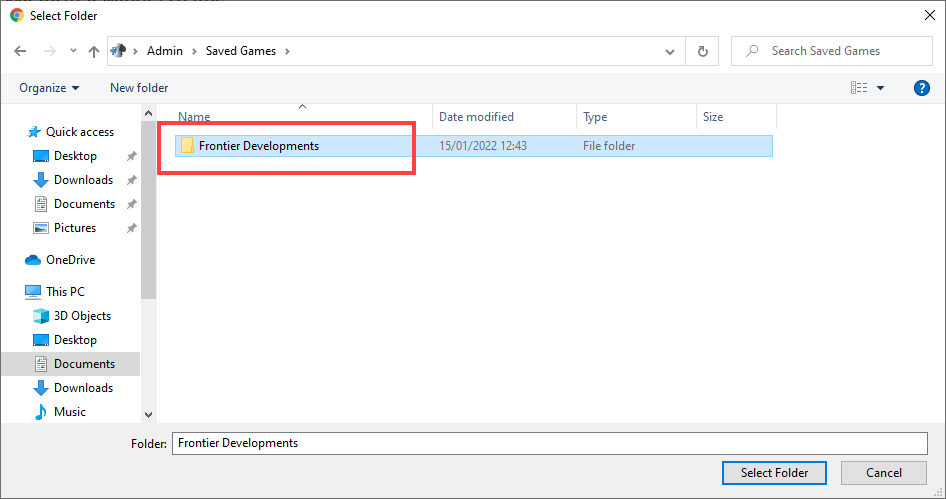 Select Folder
Admin > Saved Games >
Search Saved Games
Organize
New folder
?
Name
Date modified
Type
Size
Frontier Developments
15/01/2022 12:43
File folder
Quick access
Desktop
Downloads
Documents
Pictures
OneDrive
This PC
3D Objects
Desktop
Documents
Downloads
Music
Folder:
Frontier Developments
Select Folder
Cancel